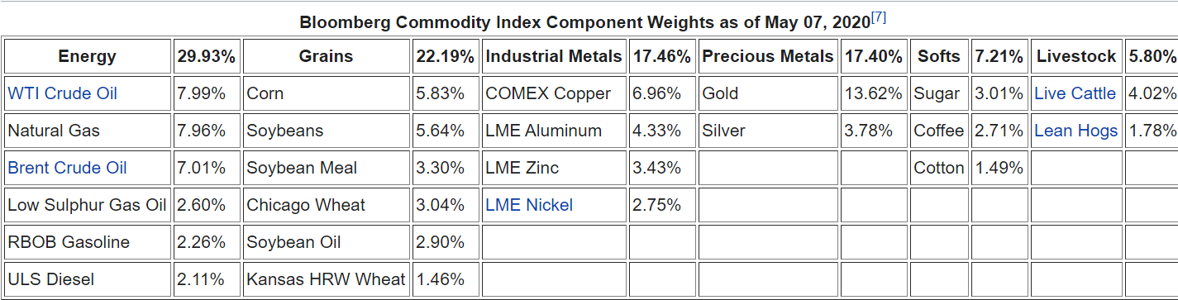 Bloomberg Commodity Index Component Weights as of May 07, 2020[7]
Energy 29.93% Grains 22.19% Industrial Metals 17.46% Precious Metals 17.40% Softs 7.21% Livestock 5.80%
WTI Crude Oil 7.99% Corn 5.83% COMEX Copper 6.96% Gold 13.62% Sugar 3.01% Live Cattle 4.02%
Natural Gas 7.96% Soybeans 5.64% LME Aluminum 4.33% Silver 3.78% Coffee 2.71% Lean Hogs 1.78%
Brent Crude Oil 7.01% Soybean Meal 3.30% LME Zinc 3.43% Cotton 1.49%
Low Sulphur Gas Oil 2.60% Chicago Wheat 3.04% LME Nickel 2.75%
RBOB Gasoline 2.26% Soybean Oil 2.90%
ULS Diesel 2.11% Kansas HRW Wheat 1.46%